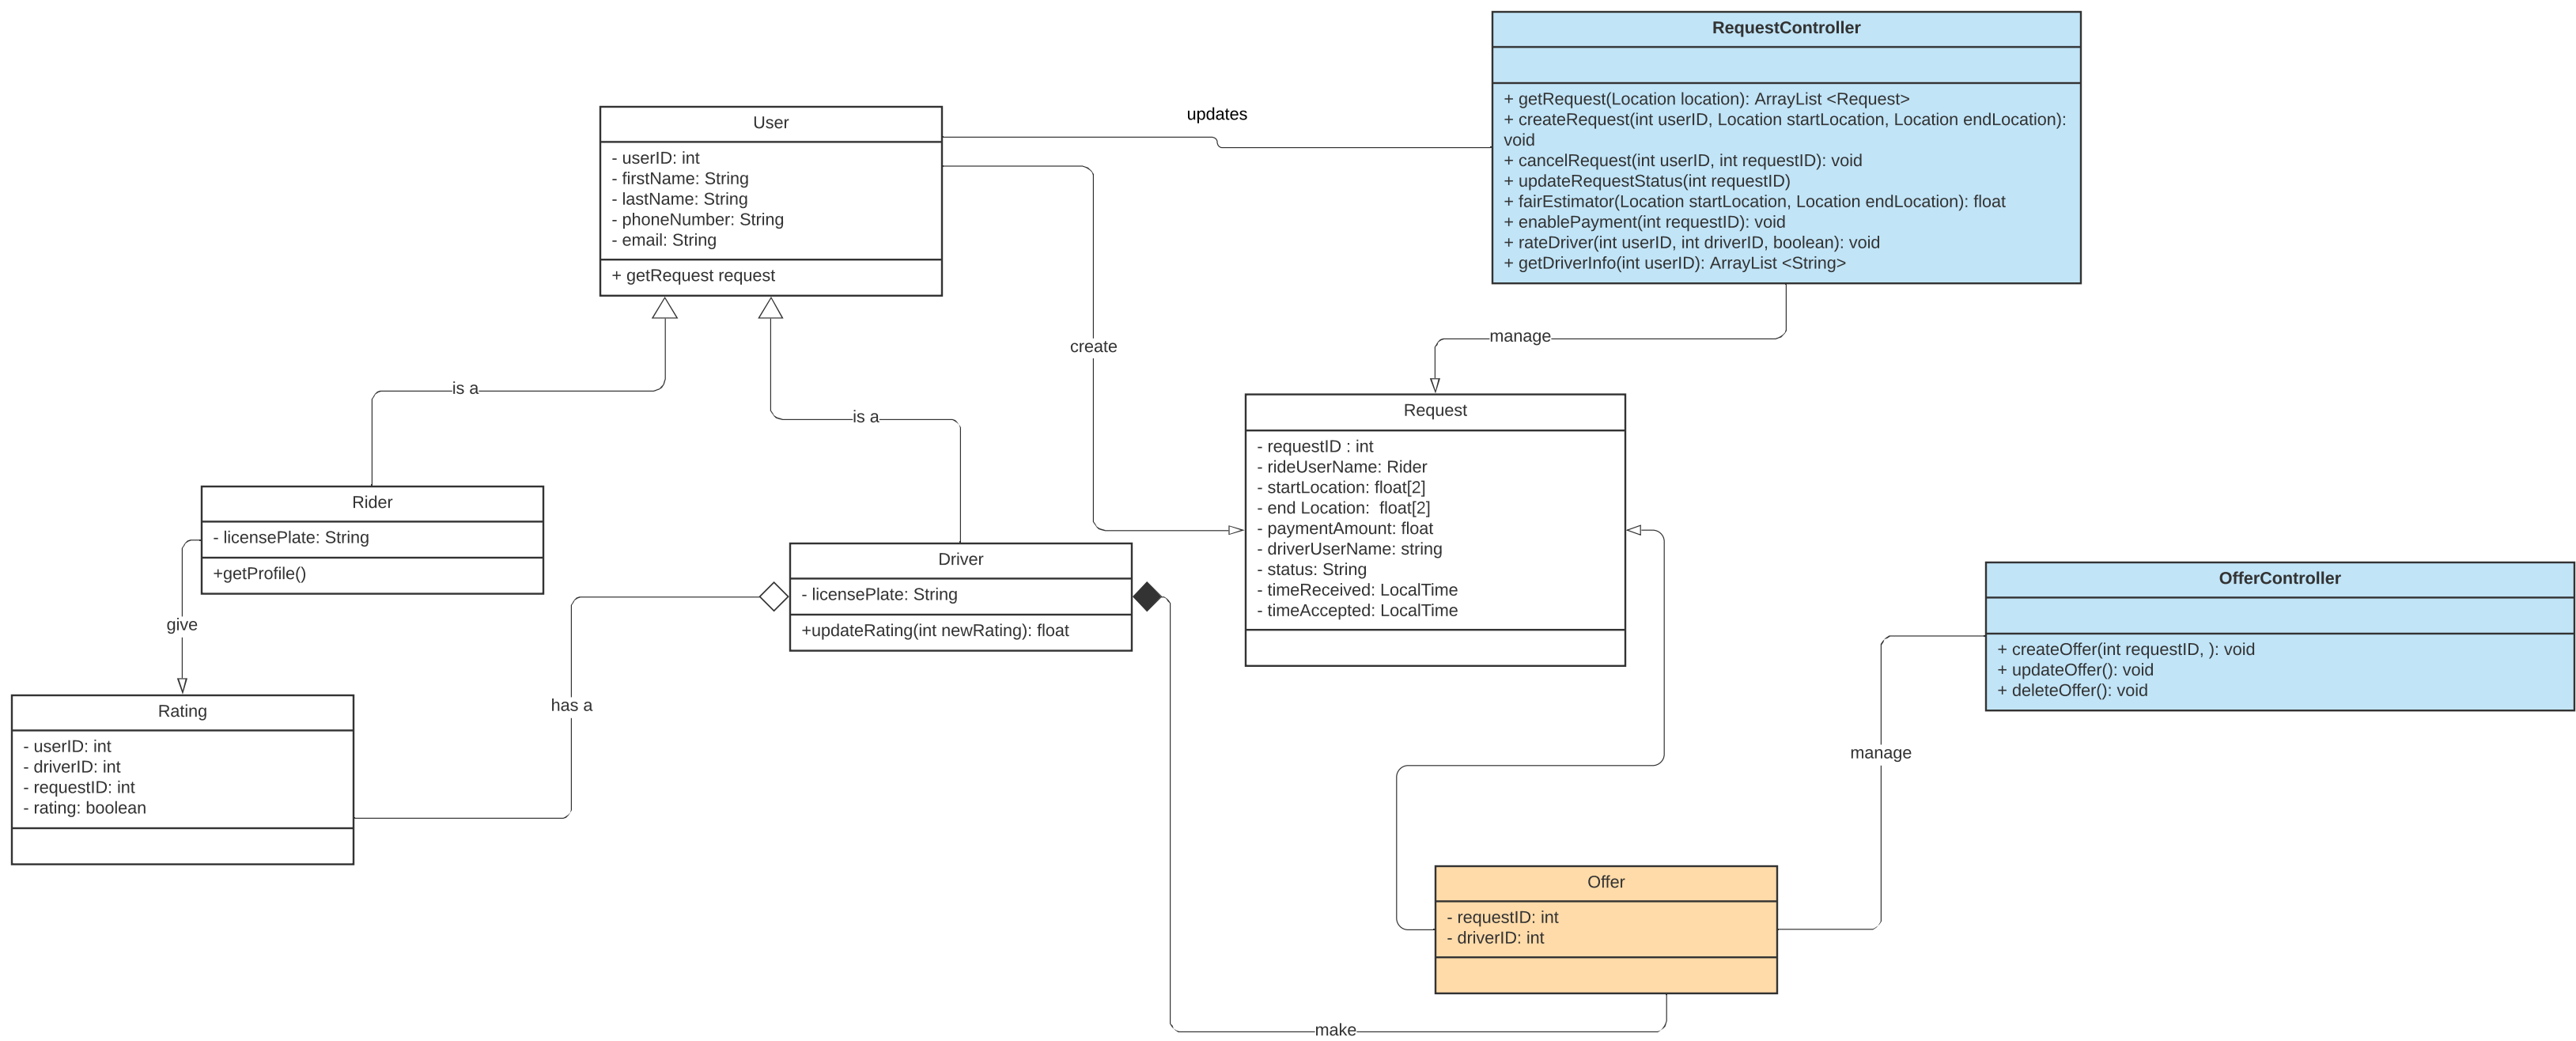 RequestController
+ getRequest(Location location): ArrayList <Request>
+ createRequest(int userID, Location startLocation, Location endLocation):
void
+ cancelRequest(int userID, int requestID): void
+ updateRequestStatus(int requestID)
+ fairEstimator(Location startLocation, Location endLocation): float
+ enablePayment(int requestID): void
+ rateDriver(int userID, int driverID, boolean): void
+ getDriverInfo(int userID): ArrayList <String>
updates
User
- userID: int
- firstName: String
- lastName: String
- phoneNumber: String
- email: String
+ getRequest request
create
manage
is a
is a
Request
- requestID : int
- rideUserName: Rider
- startLocation: float[2]
- end Location:  float[2]
- paymentAmount: float
- driverUserName: string
- status: String
- timeReceived: LocalTime
- timeAccepted: LocalTime
Rider
- licensePlate: String
+getProfile()
Driver
- licensePlate: String
+updateRating(int newRating): float
OfferController
+ createOffer(int requestID, ): void
+ updateOffer(): void
+ deleteOffer(): void
give
has a
manage
Rating
- userID: int
- driverID: int
- requestID: int
- rating: boolean
Offer
- requestID: int
- driverID: int
make